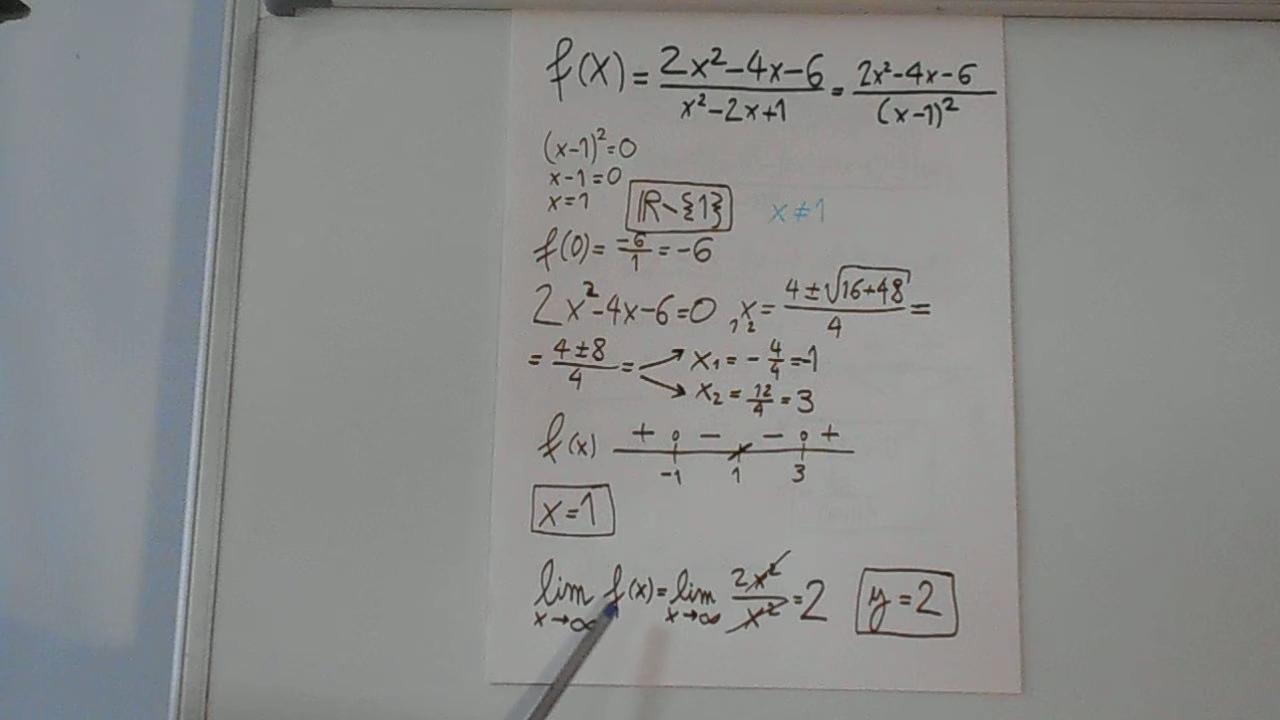 f(x) = (2x²-4x-6)/(x²-2x+1) = (2x²-4x-6)/(x-1)²
(x-1)²=0
x-1=0
x=1 ℝ∖{1} x≠1
f(0) = -6/1 = -6
2x²-4x-6=0 x₁₂ = (4±√(16+48))/4 =
= (4±8)/4 = → x₁ = -4/4 = -1
→ x₂ = 12/4 = 3
f(x) + o - - o +
-1 1 3
x=1
lim x→∞ f(x) = lim x→∞ 2x²/x² = 2 y=2